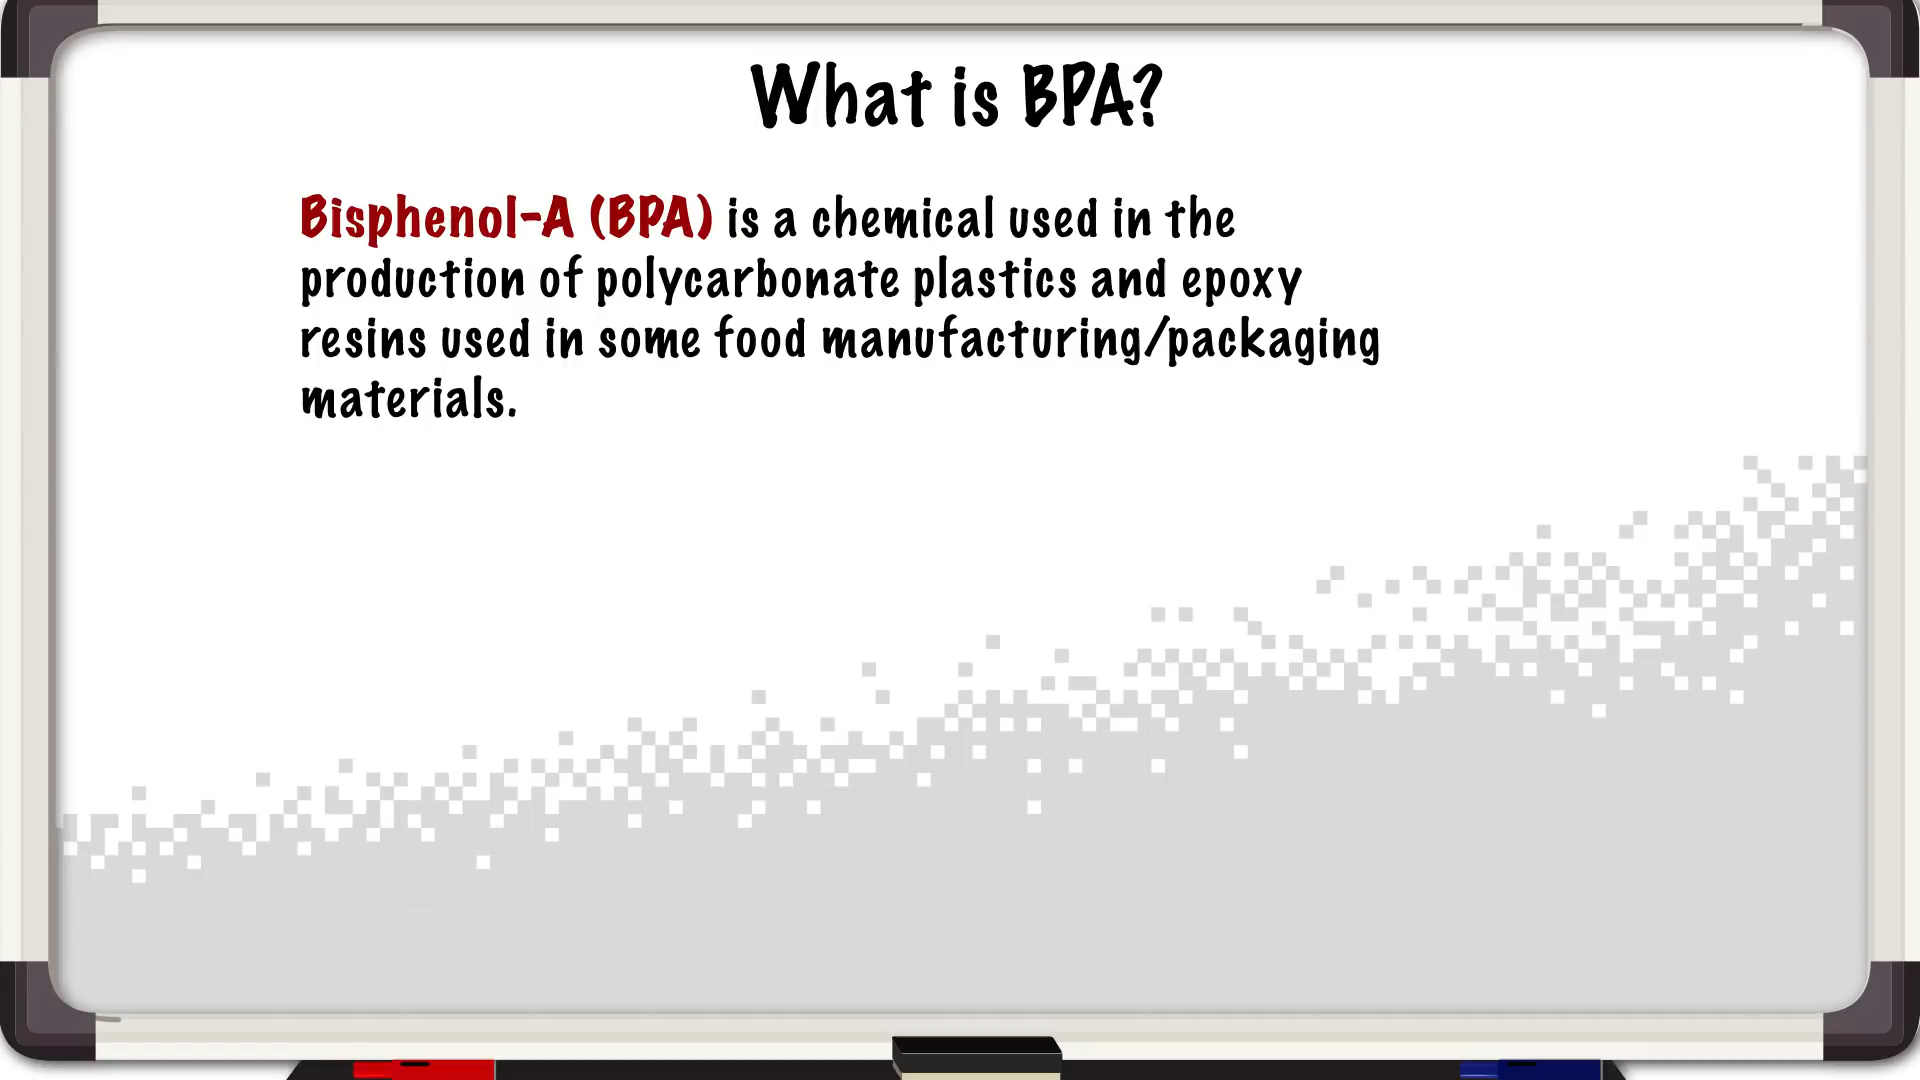 What is BPA?
Bisphenol-A (BPA) is a chemical used in the
production of polycarbonate plastics and epoxy
resins used in some food manufacturing/packaging
materials.